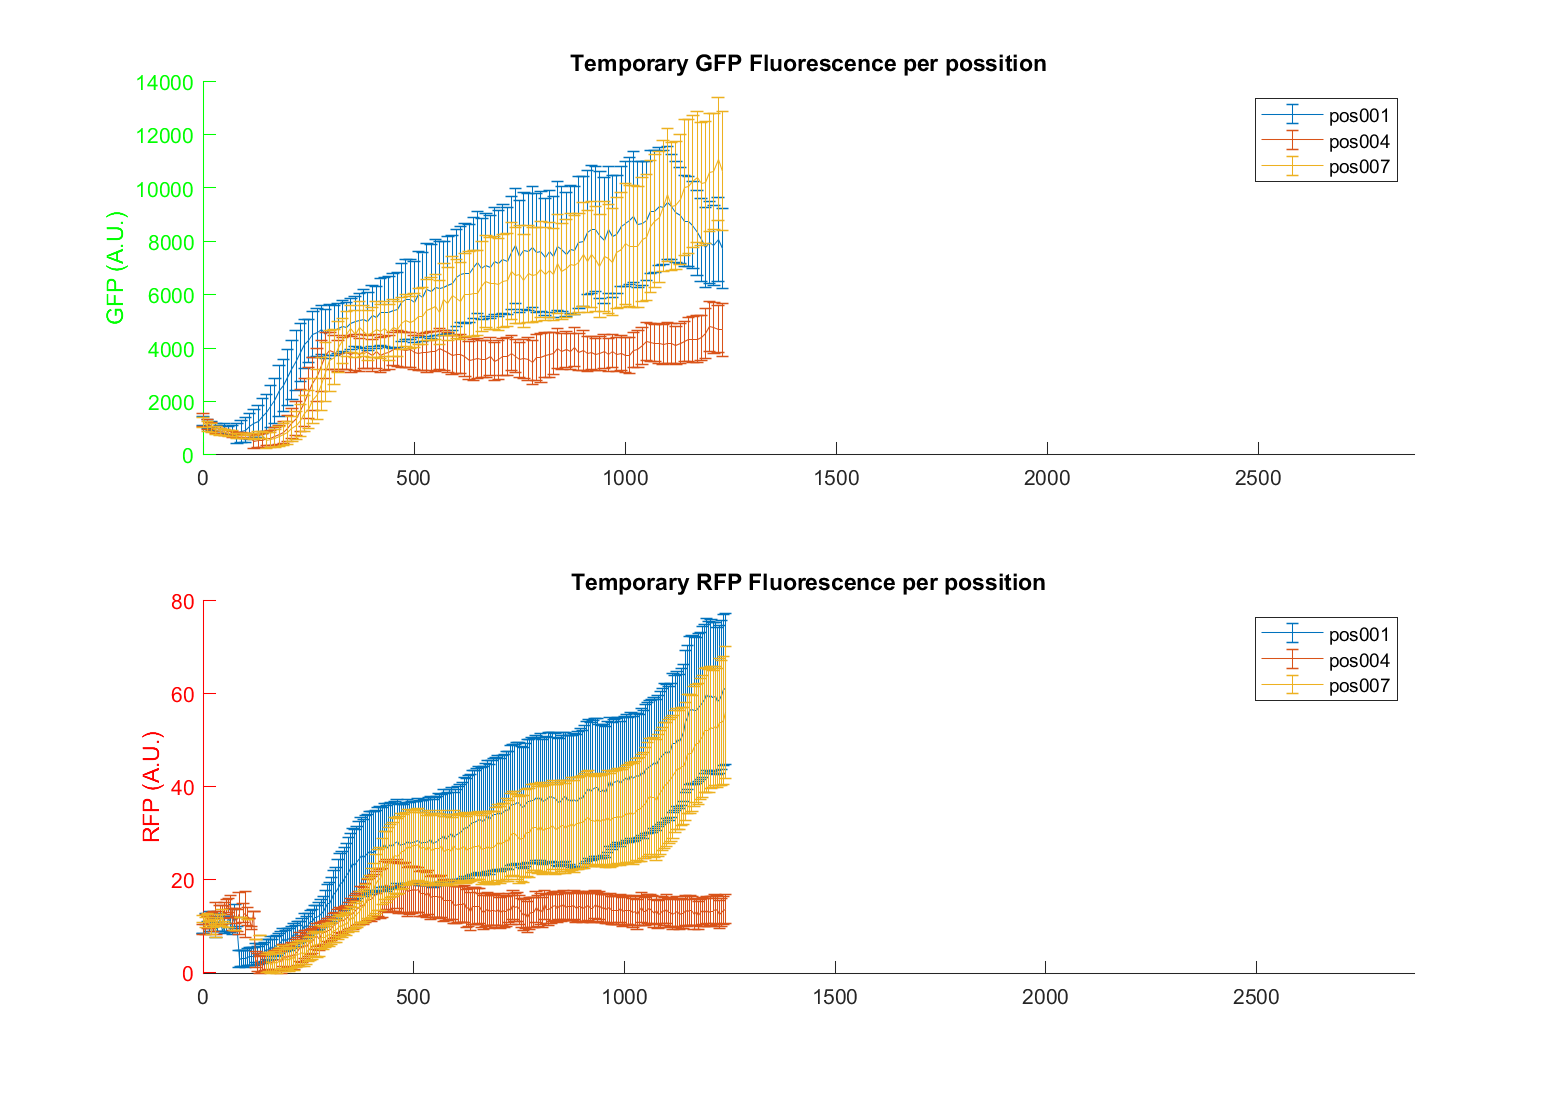 Temporary GFP Fluorescence per possition
14000
12000
10000
8000
6000
4000
2000
0
GFP (A.U.)
0 500 1000 1500 2000 2500
pos001
pos004
pos007
Temporary RFP Fluorescence per possition
80
60
40
20
0
RFP (A.U.)
0 500 1000 1500 2000 2500
pos001
pos004
pos007